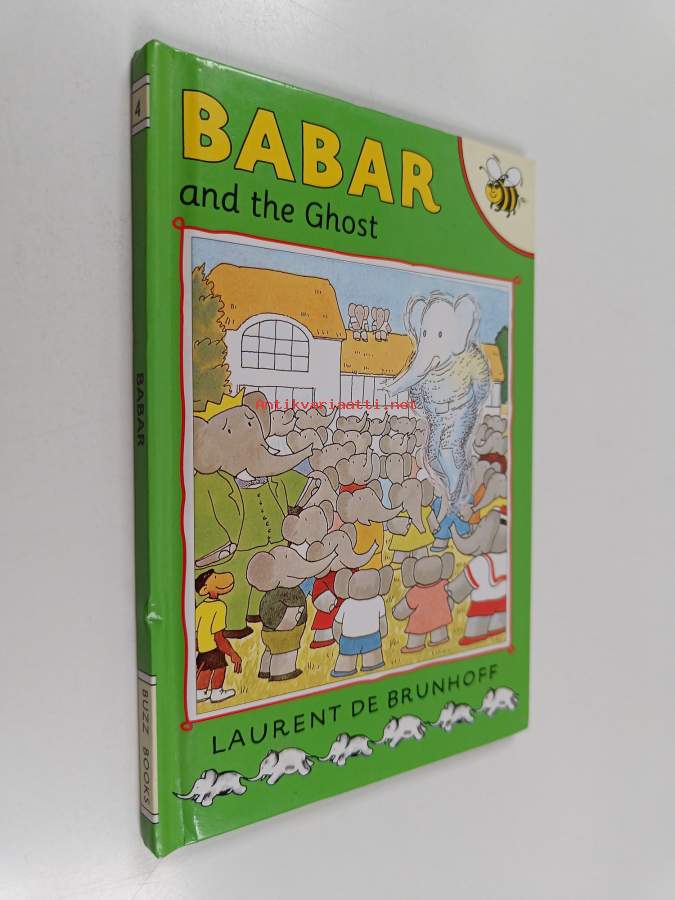 BABAR
and the Ghost
Antikvariaatti.net
LAURENT DE BRUNHOFF
4
BABAR
BUZZ BOOKS